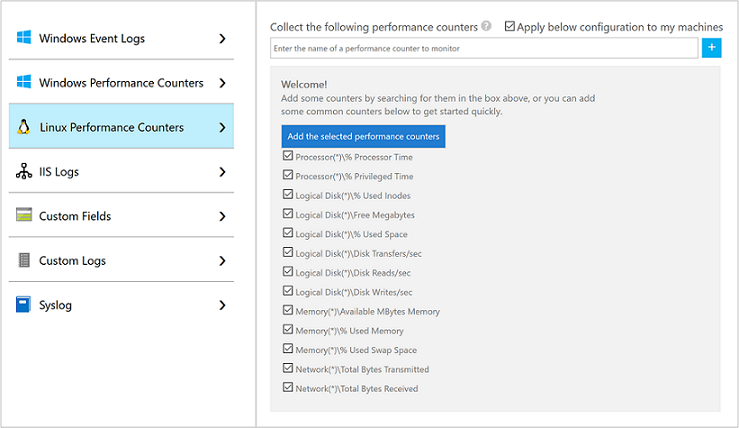 Windows Event Logs
Windows Performance Counters
Linux Performance Counters
IIS Logs
Custom Fields
Custom Logs
Syslog
Collect the following performance counters ? Apply below configuration to my machines
Enter the name of a performance counter to monitor +
Welcome!
Add some counters by searching for them in the box above, or you can add
some common counters below to get started quickly.
Add the selected performance counters
Processor(*)\% Processor Time
Processor(*)\% Privileged Time
Logical Disk(*)\% Used Inodes
Logical Disk(*)\Free Megabytes
Logical Disk(*)\% Used Space
Logical Disk(*)\Disk Transfers/sec
Logical Disk(*)\Disk Reads/sec
Logical Disk(*)\Disk Writes/sec
Memory(*)\Available MBytes Memory
Memory(*)\% Used Memory
Memory(*)\% Used Swap Space
Network(*)\Total Bytes Transmitted
Network(*)\Total Bytes Received